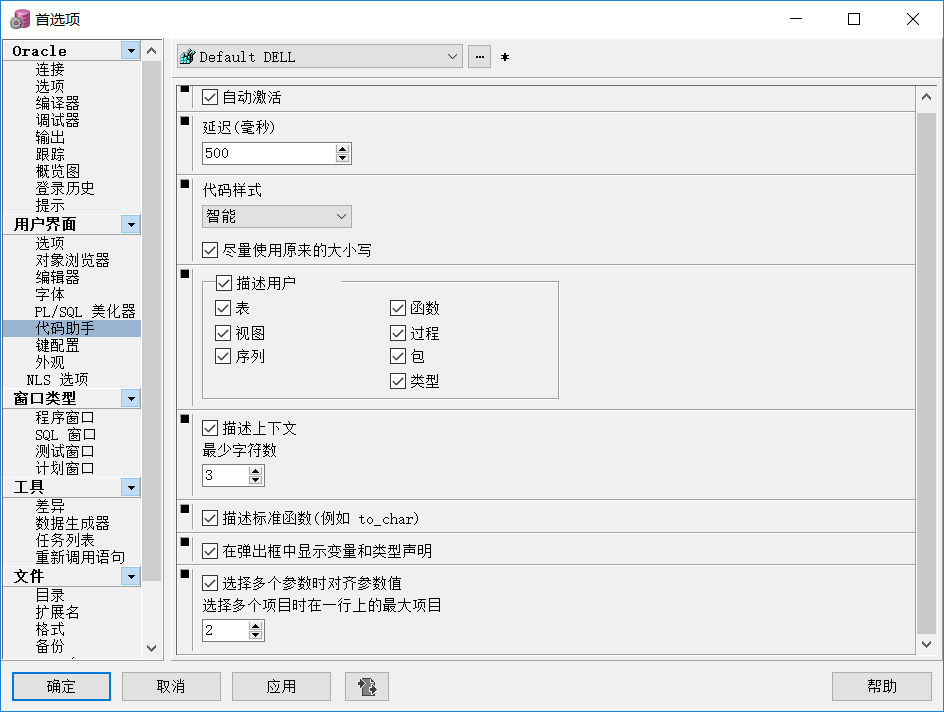 首选项
Oracle
连接
选项
编译器
调试器
输出
跟踪
概览图
登录历史
提示
用户界面
选项
对象浏览器
编辑器
字体
PL/SQL 美化器
代码助手
键配置
外观
NLS 选项
窗口类型
程序窗口
SQL 窗口
测试窗口
计划窗口
工具
差异
数据生成器
任务列表
重新调用语句
文件
目录
扩展名
格式
备份
Default DELL
... *
自动激活
延迟(毫秒)
500
代码样式
智能
尽量使用原来的大小写
描述用户
表
函数
视图
过程
序列
包
类型
描述上下文
最少字符数
3
描述标准函数(例如 to_char)
在弹出框中显示变量和类型声明
选择多个参数时对齐参数值
选择多个项目时在一行上的最大项目
2
确定
取消
应用
帮助